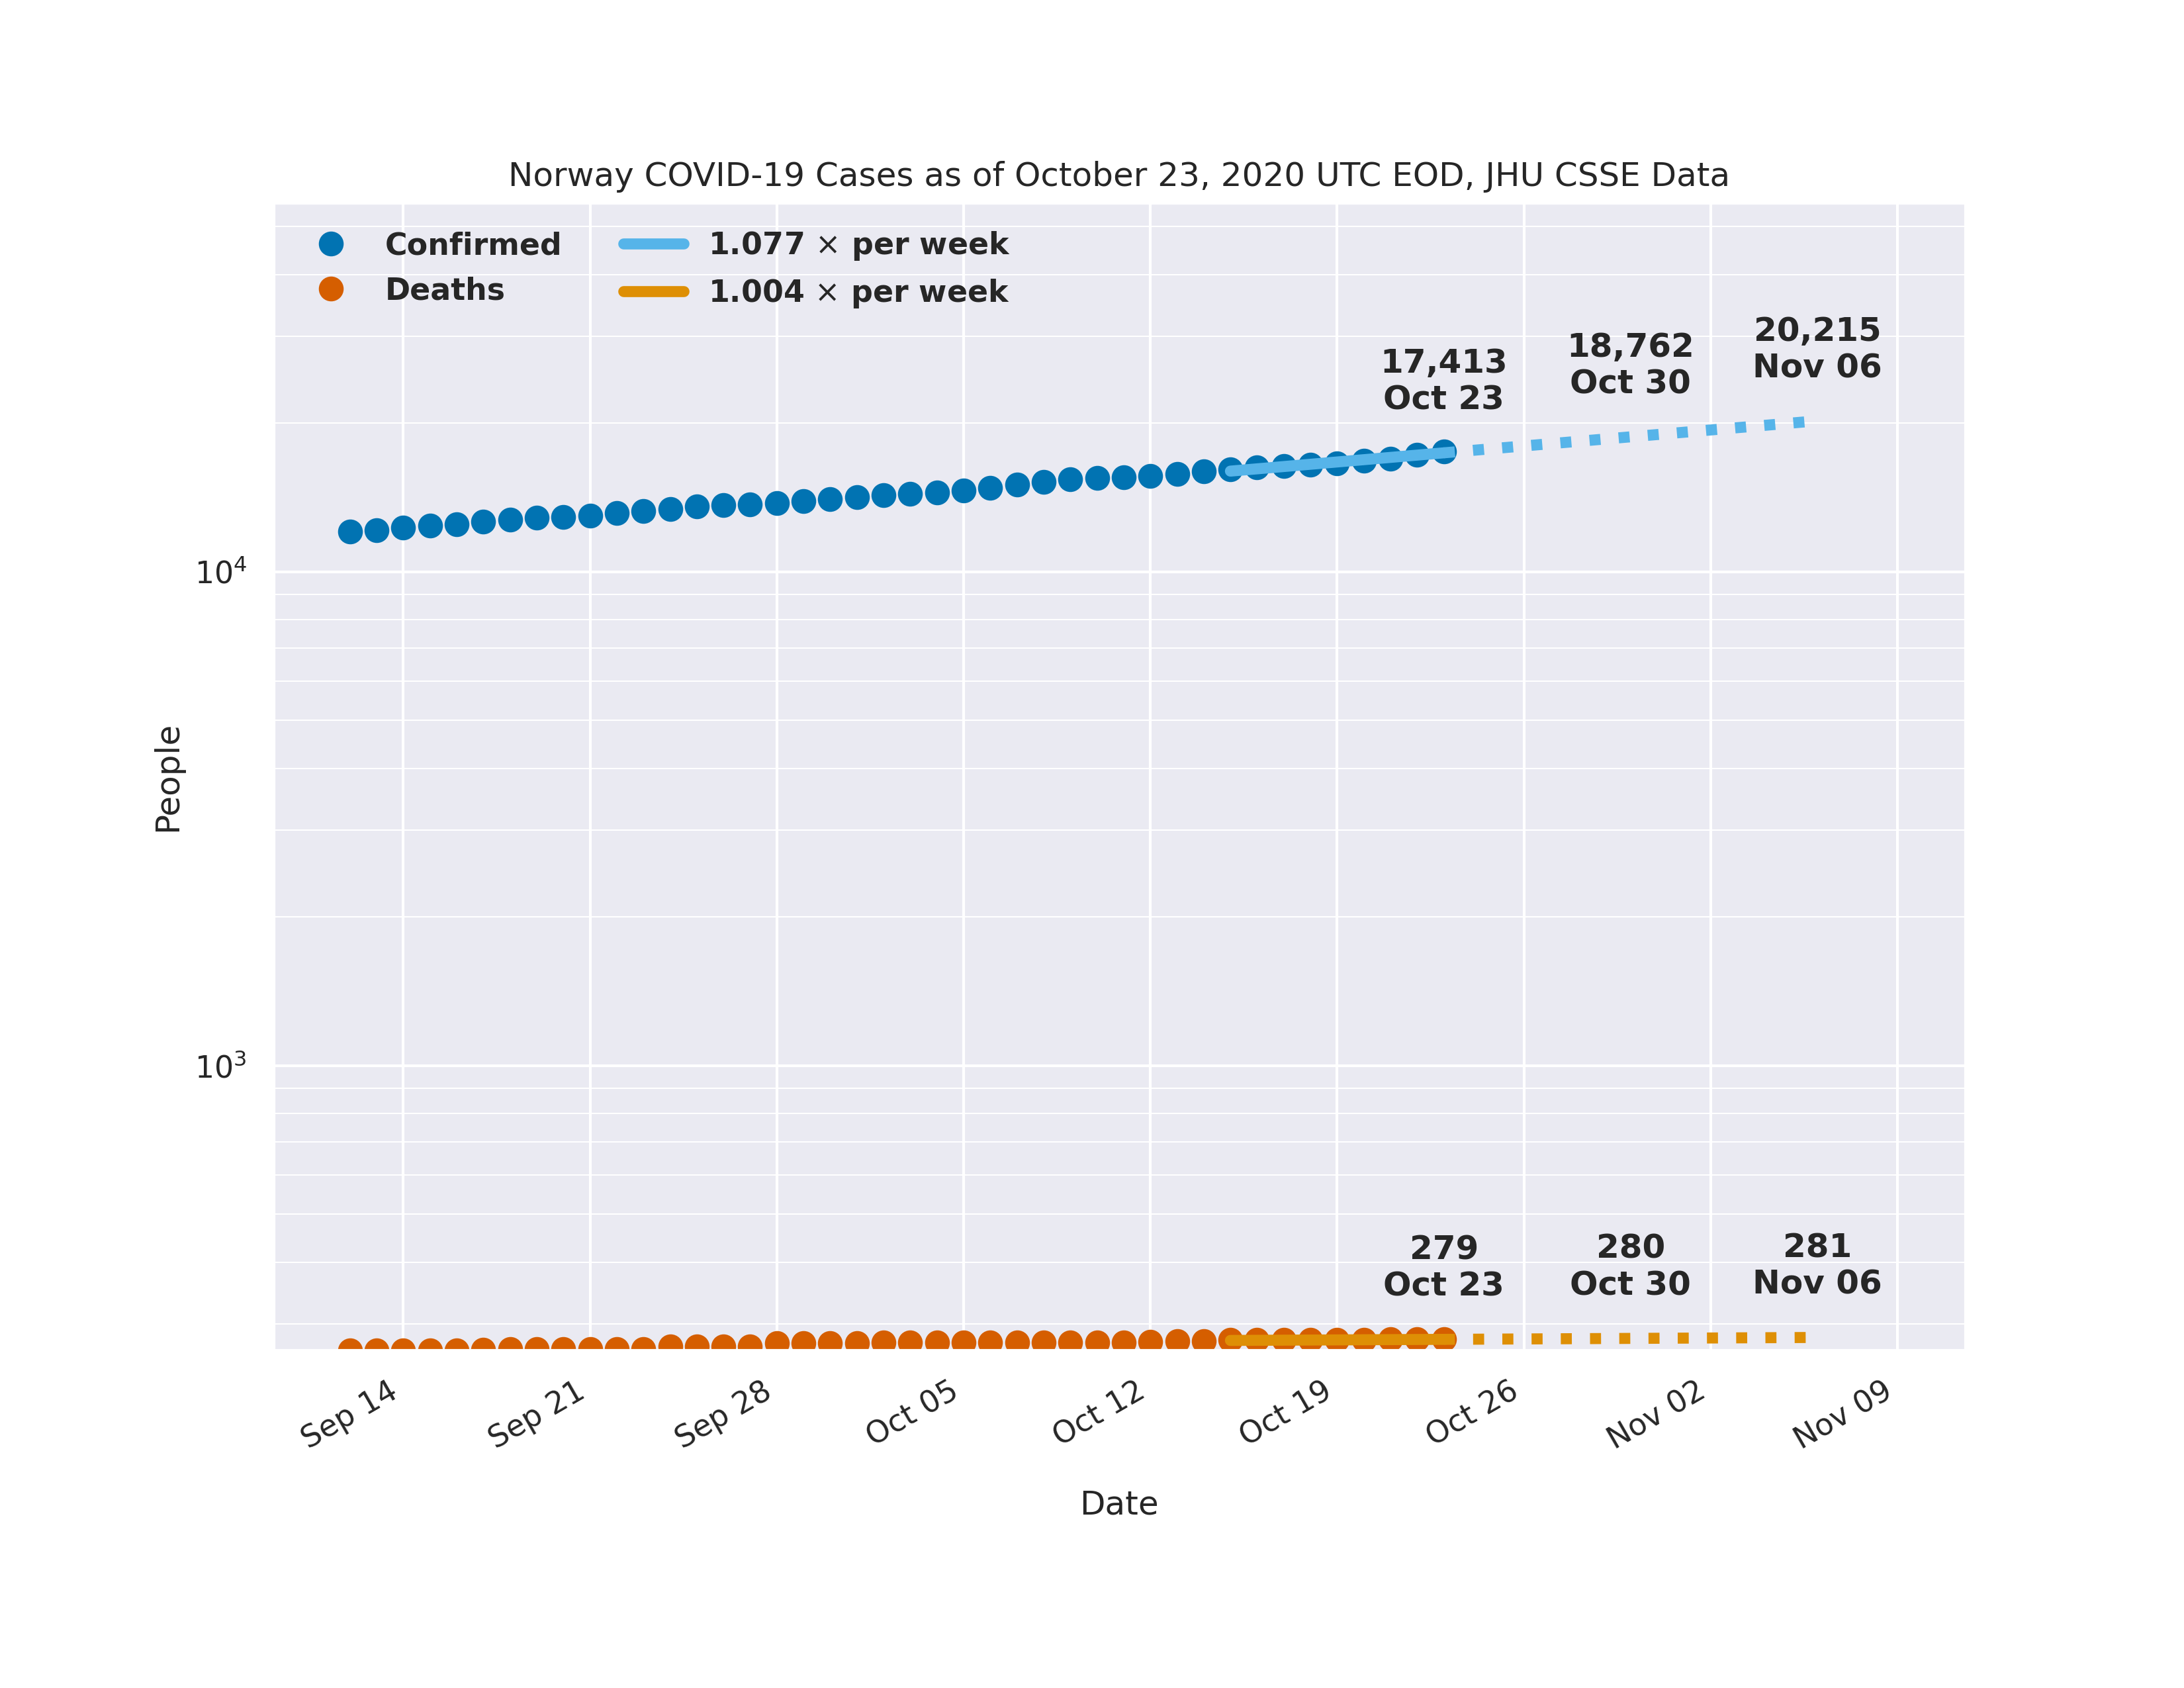 Norway COVID-19 Cases as of October 23, 2020 UTC EOD, JHU CSSE Data
Confirmed
Deaths
1.077 × per week
1.004 × per week
17,413
Oct 23
18,762
Oct 30
20,215
Nov 06
10⁴
People
10³
279
Oct 23
280
Oct 30
281
Nov 06
Sep 14
Sep 21
Sep 28
Oct 05
Oct 12
Oct 19
Oct 26
Nov 02
Nov 09
Date